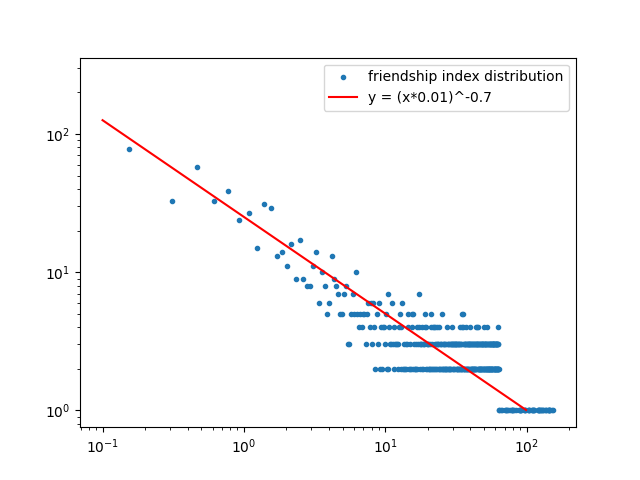 friendship index distribution
y = (x*0.01)^-0.7
10^2
10^1
10^0
10^-1 10^0 10^1 10^2